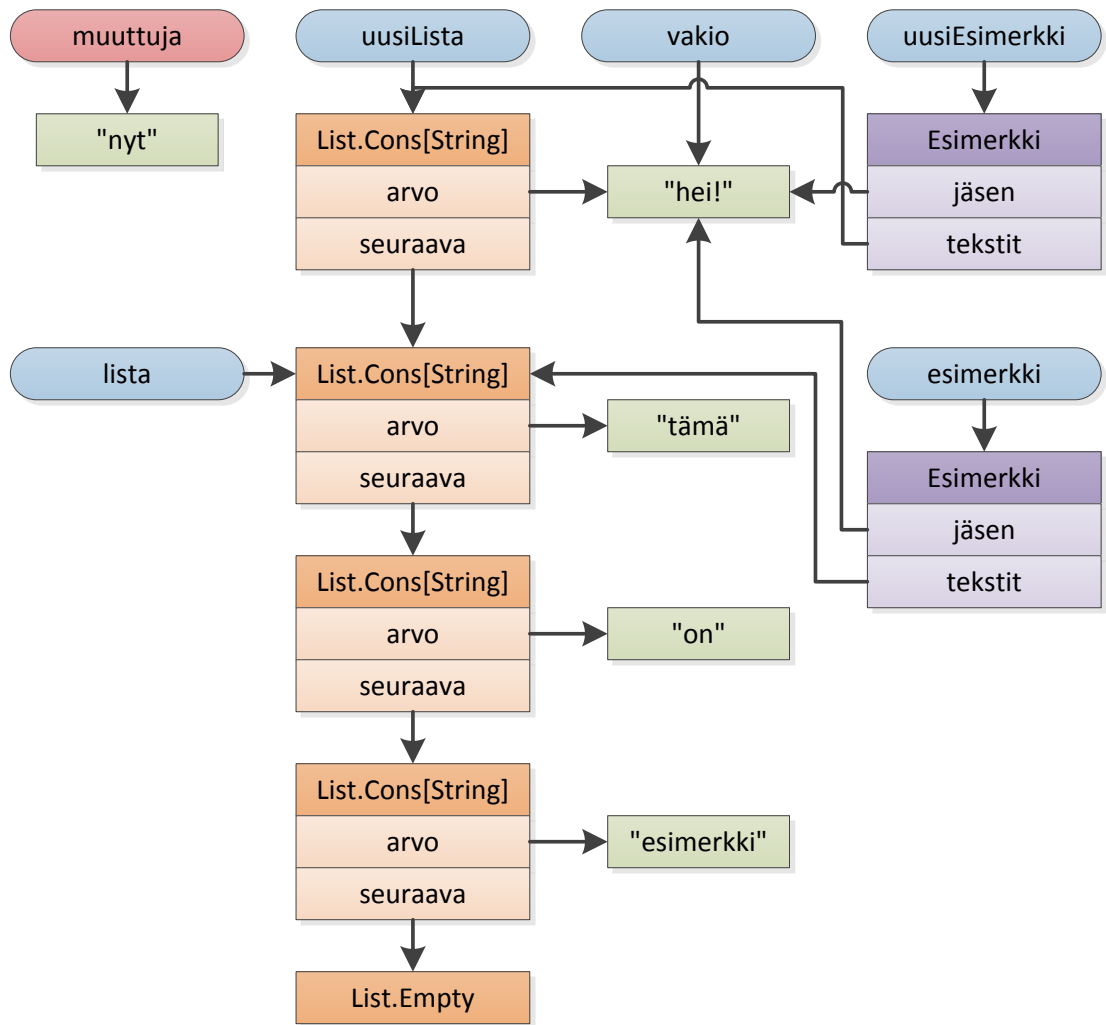 muuttuja
uusiLista
vakio
uusiEsimerkki
"nyt"
List.Cons[String]
arvo
seuraava
"hei!"
Esimerkki
jäsen
tekstit
lista
List.Cons[String]
arvo
seuraava
"tämä"
esimerkki
Esimerkki
jäsen
tekstit
List.Cons[String]
arvo
seuraava
"on"
List.Cons[String]
arvo
seuraava
"esimerkki"
List.Empty